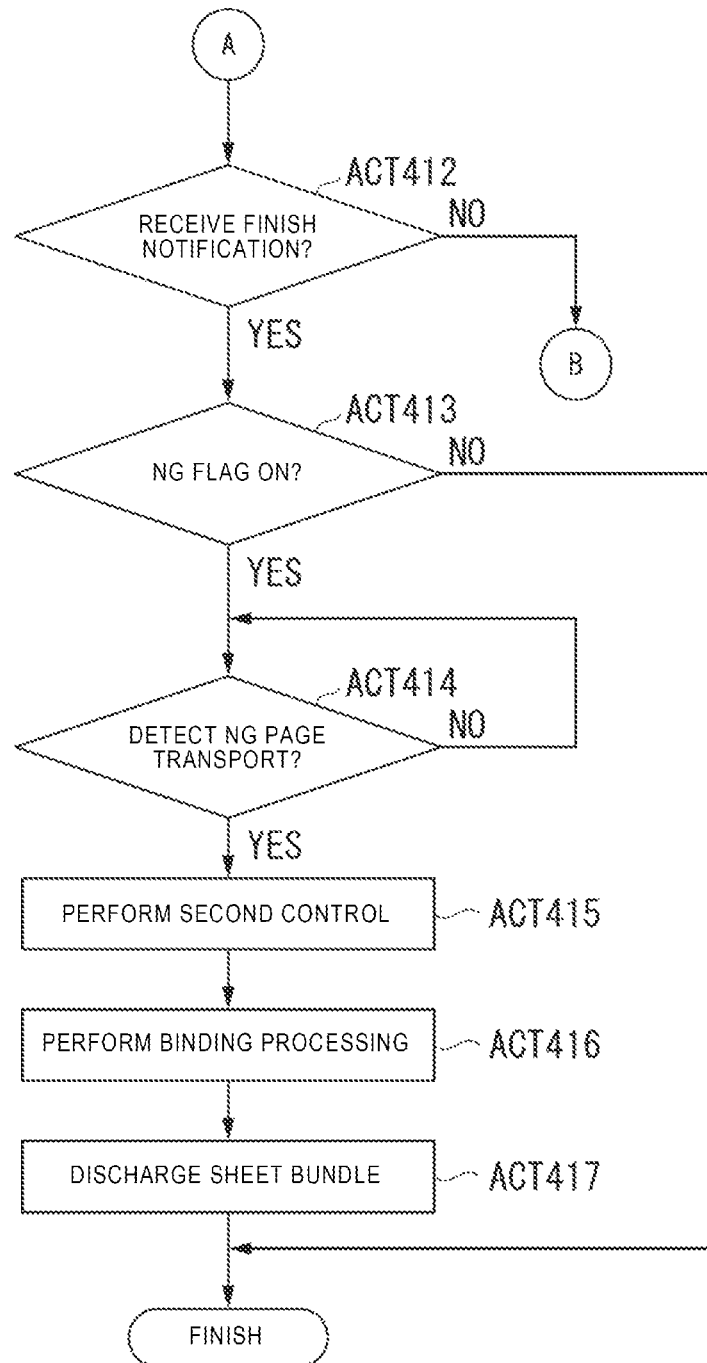 A
ACT412
RECEIVE FINISH
NOTIFICATION?
NO
YES
B
ACT413
NG FLAG ON?
NO
YES
ACT414
DETECT NG PAGE
TRANSPORT?
NO
YES
PERFORM SECOND CONTROL
ACT415
PERFORM BINDING PROCESSING
ACT416
DISCHARGE SHEET BUNDLE
ACT417
FINISH